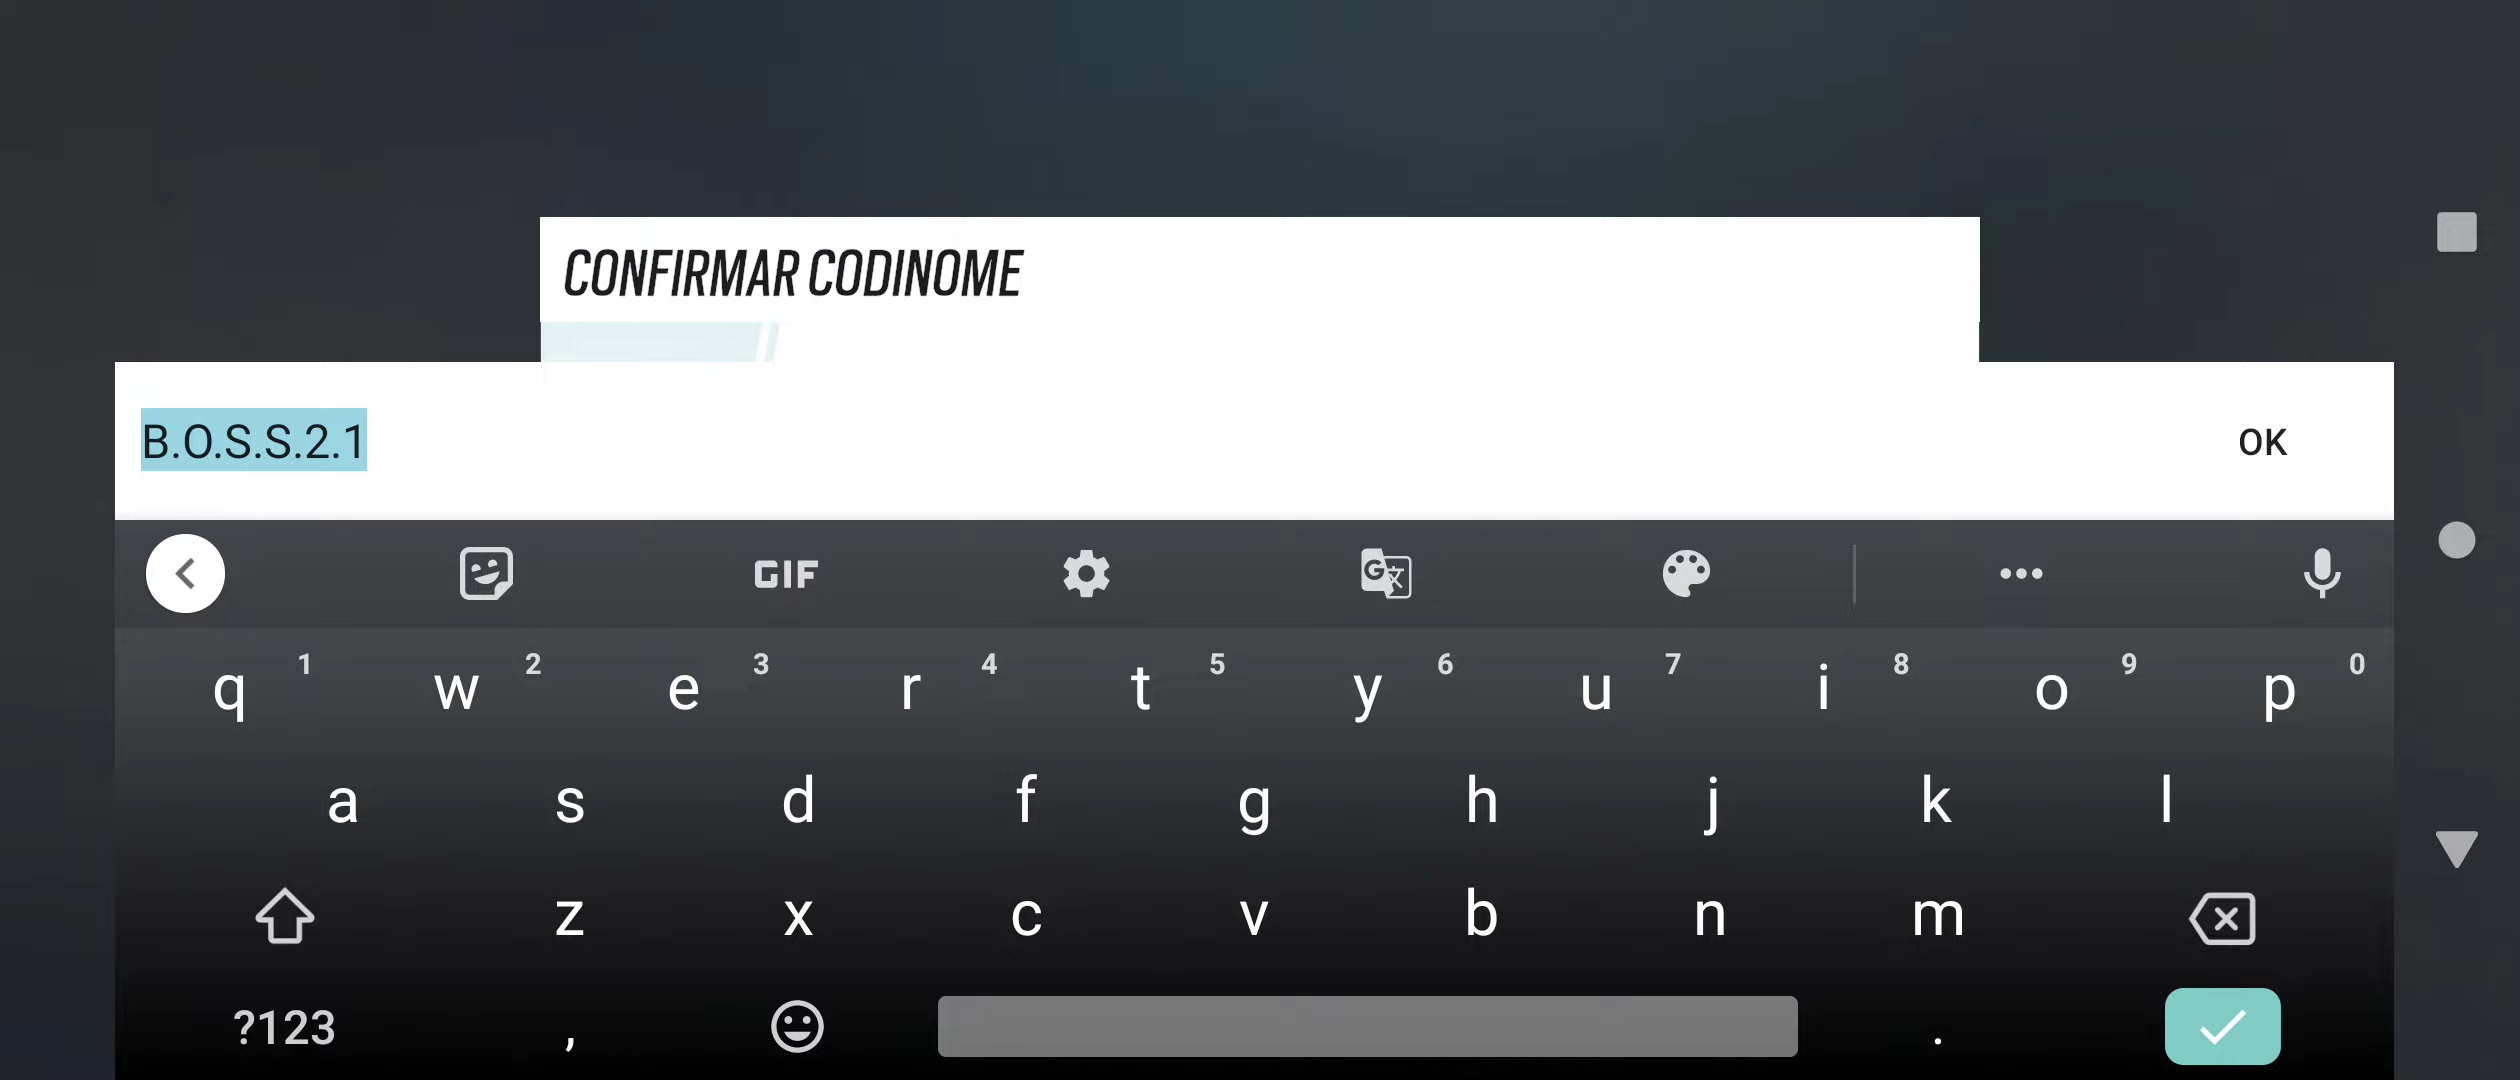 CONFIRMAR CODINOME
B.O.S.S.2.1
OK
GIF
q 1 w 2 e 3 r 4 t 5 y 6 u 7 i 8 o 9 p 0
a s d f g h j k l
z x c v b n m
?123 , .